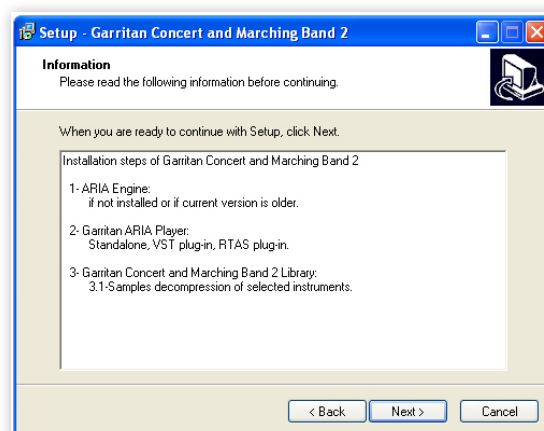 Setup - Garritan Concert and Marching Band 2
Information
Please read the following information before continuing.
When you are ready to continue with Setup, click Next.
Installation steps of Garritan Concert and Marching Band 2
1- ARIA Engine:
if not installed or if current version is older.
2- Garritan ARIA Player:
Standalone, VST plug-in, RTAS plug-in.
3- Garritan Concert and Marching Band 2 Library:
3.1-Samples decompression of selected instruments.
< Back Next > Cancel